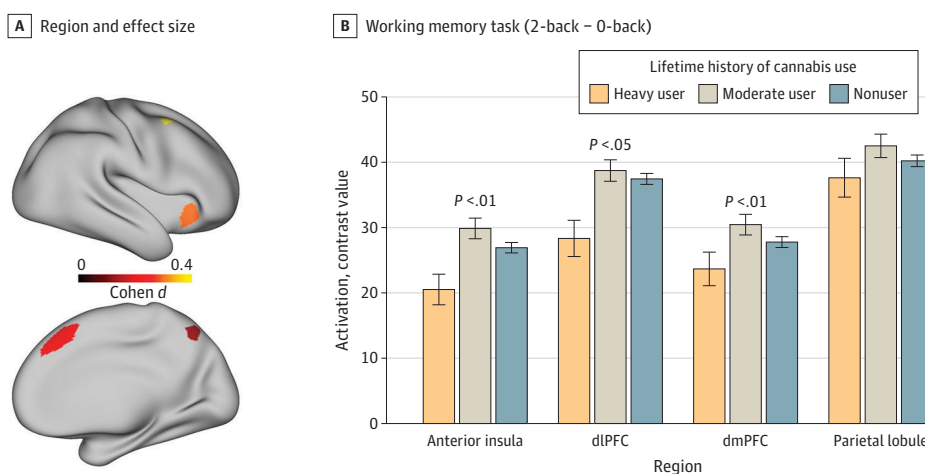 A Region and effect size
0 0.4
Cohen d
B Working memory task (2-back – 0-back)
Lifetime history of cannabis use
Heavy user Moderate user Nonuser
Activation, contrast value
50
40
30
20
10
0
P <.01
P <.05
P <.01
Anterior insula dlPFC dmPFC Parietal lobule
Region